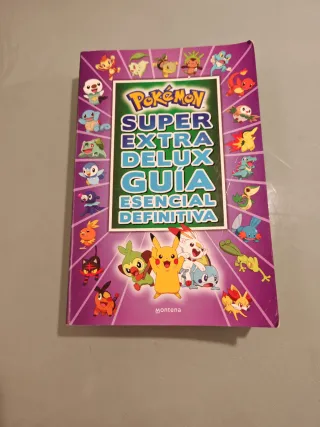 POKÉMON
SUPER
EXTRA
DELUX
GUÍA
ESENCIAL
DEFINITIVA
montena